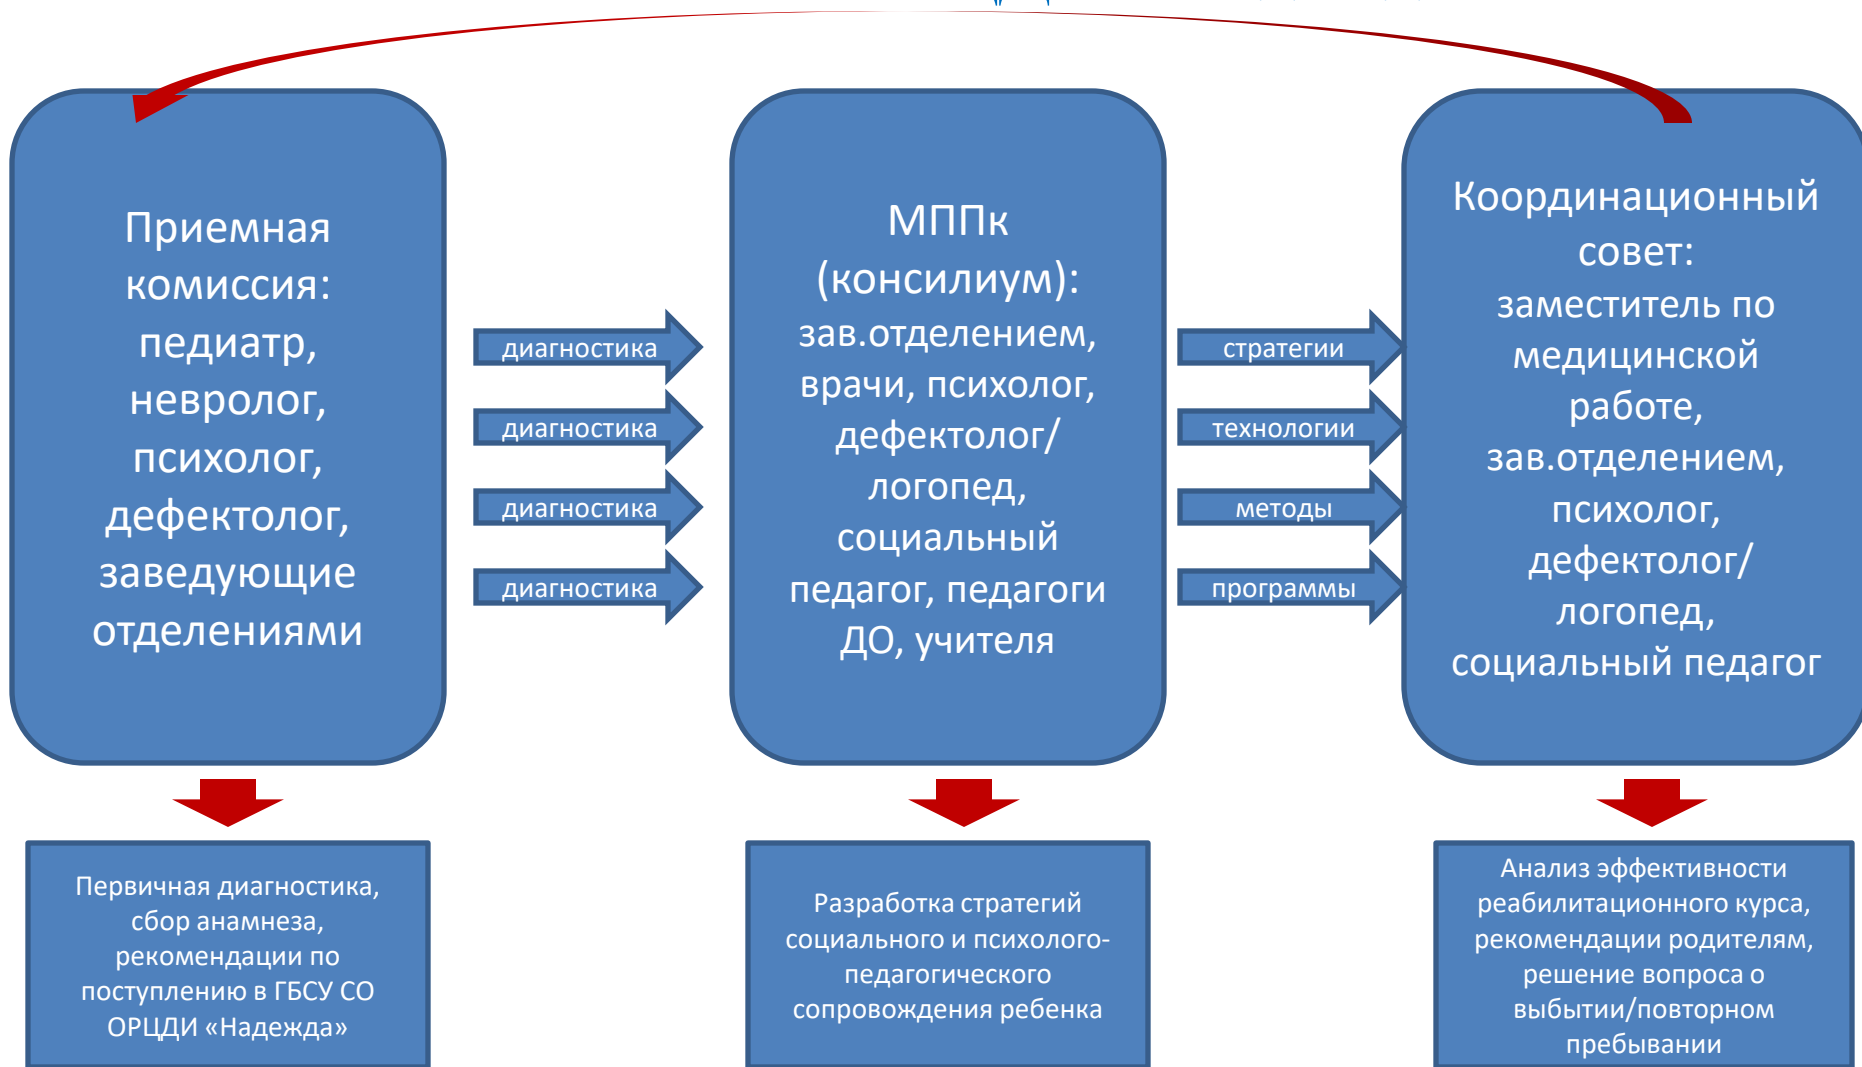 Приемная
комиссия:
педиатр,
невролог,
психолог,
дефектолог,
заведующие
отделениями
диагностика
диагностика
диагностика
диагностика
МППк
(консилиум):
зав.отделением,
врачи, психолог,
дефектолог/
логопед,
социальный
педагог, педагоги
ДО, учителя
стратегии
технологии
методы
программы
Координационный
совет:
заместитель по
медицинской
работе,
зав.отделением,
психолог,
дефектолог/
логопед,
социальный педагог
Первичная диагностика,
сбор анамнеза,
рекомендации по
поступлению в ГБСУ СО
ОРЦДИ «Надежда»
Разработка стратегий
социального и психолого-
педагогического
сопровождения ребенка
Анализ эффективности
реабилитационного курса,
рекомендации родителям,
решение вопроса о
выбытии/повторном
пребывании